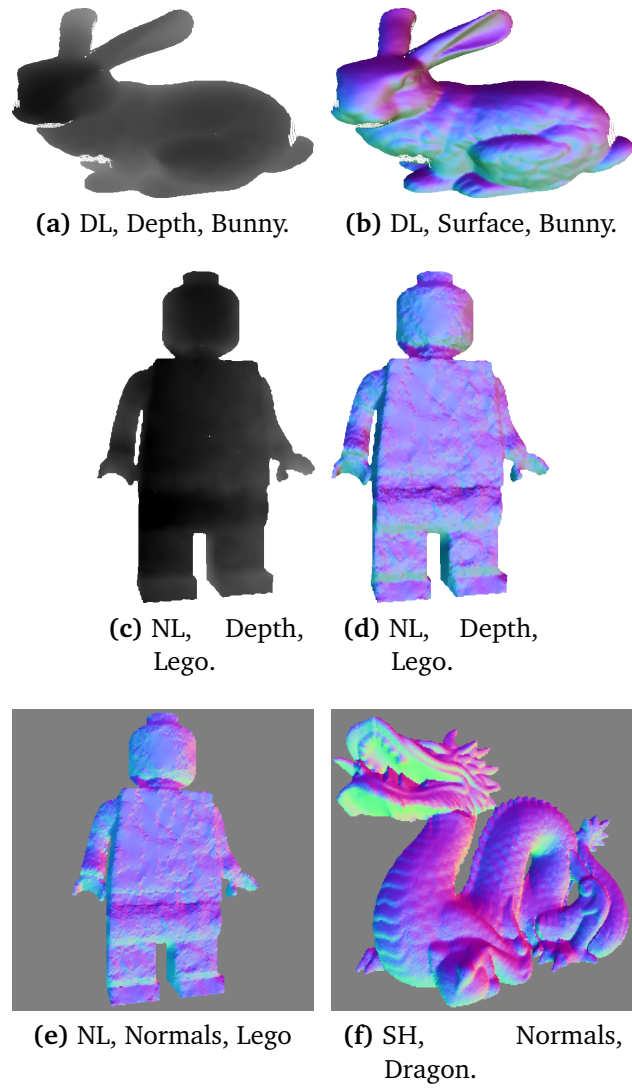 (a) DL, Depth, Bunny.
(b) DL, Surface, Bunny.
(c) NL, Depth,
Lego.
(d) NL, Depth,
Lego.
(e) NL, Normals, Lego
(f) SH, Normals,
Dragon.